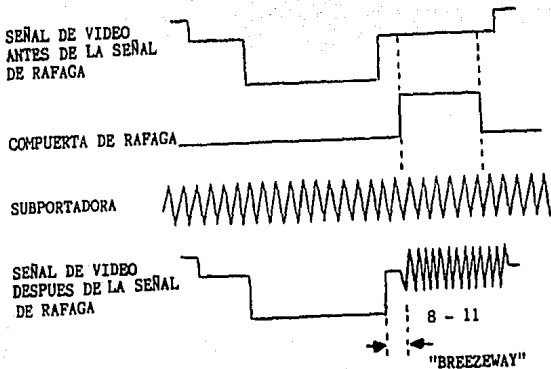 SEÑAL DE VIDEO
ANTES DE LA SEÑAL
DE RAFAGA
COMPUERTA DE RAFAGA
SUBPORTADORA
SEÑAL DE VIDEO
DESPUES DE LA SEÑAL
DE RAFAGA
8 - 11
"BREEZEWAY"